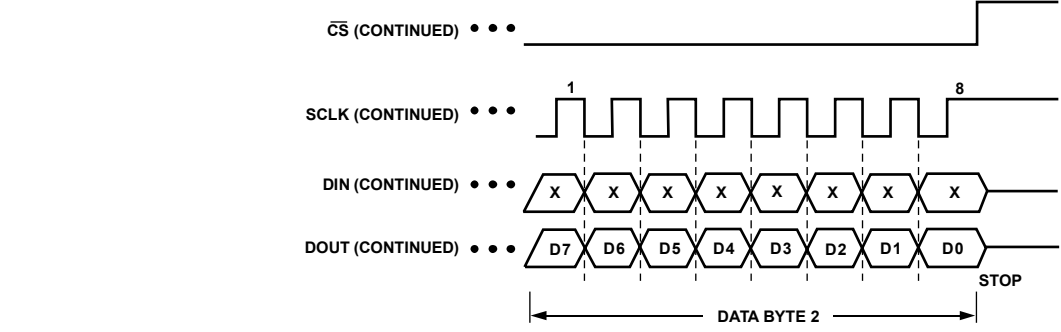 C̅S̅ (CONTINUED) • • •
1 8
SCLK (CONTINUED) • • •
DIN (CONTINUED) • • • X X X X X X X X
DOUT (CONTINUED) • • • D7 D6 D5 D4 D3 D2 D1 D0
STOP
DATA BYTE 2